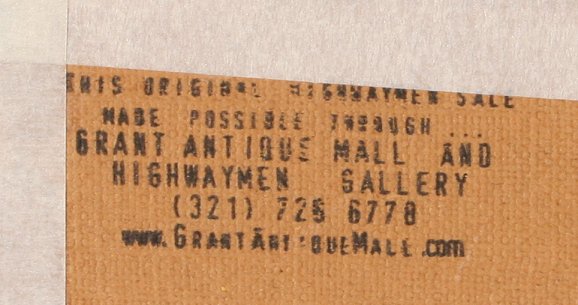 THIS ORIGINAL HIGHWAYMEN SALE
MADE POSSIBLE THROUGH ...
GRANT ANTIQUE MALL AND
HIGHWAYMEN GALLERY
(321) 725 6778
www.GRANTANTIQUEMALL.com